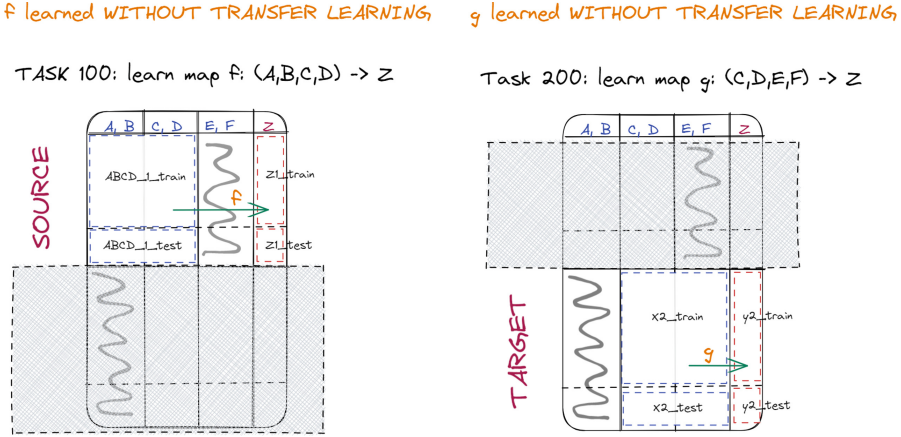 f learned WITHOUT TRANSFER LEARNING
TASK 100: learn map f: (A,B,C,D) -> Z
A, B C, D E, F Z
SOURCE
ABCD_1_train
Z1_train
f
ABCD_1_test
Z1_test
g learned WITHOUT TRANSFER LEARNING
Task 200: learn map g: (C,D,E,F) -> Z
A, B C, D E, F Z
TARGET
x2_train
y2_train
g
x2_test
y2_test